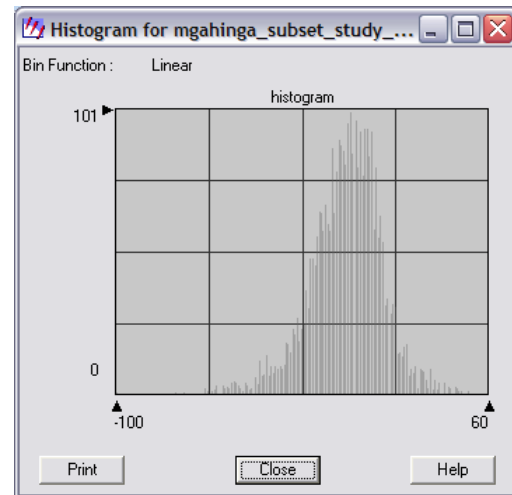 Histogram for mgahinga_subset_study_...
Bin Function : Linear
histogram
101
0
-100
60
Print
Close
Help